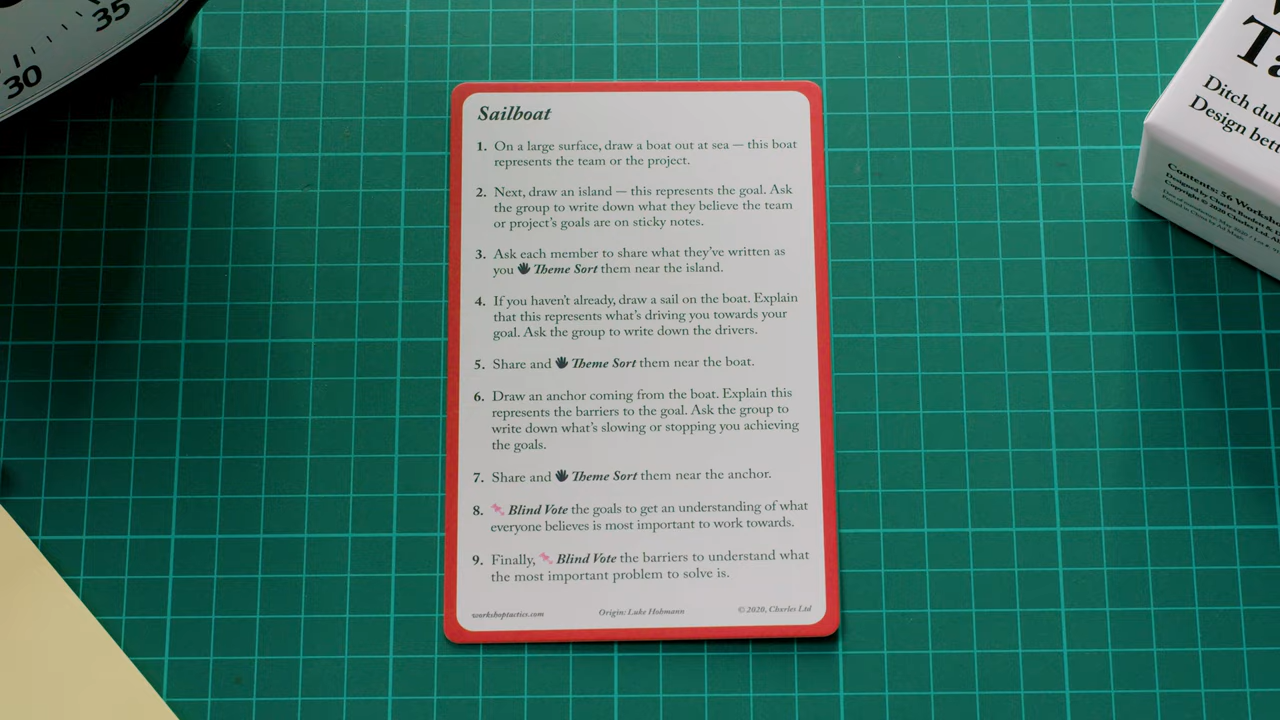 35
30
Sailboat
1. On a large surface, draw a boat out at sea — this boat
represents the team or the project.
2. Next, draw an island — this represents the goal. Ask
the group to write down what they believe the team
or project's goals are on sticky notes.
3. Ask each member to share what they've written as
you Theme Sort them near the island.
4. If you haven't already, draw a sail on the boat. Explain
that this represents what's driving you towards your
goal. Ask the group to write down the drivers.
5. Share and Theme Sort them near the boat.
6. Draw an anchor coming from the boat. Explain this
represents the barriers to the goal. Ask the group to
write down what's slowing or stopping you achieving
the goals.
7. Share and Theme Sort them near the anchor.
8. Blind Vote the goals to get an understanding of what
everyone believes is most important to work towards.
9. Finally, Blind Vote the barriers to understand what
the most important problem to solve is.
workshoptactics.com Origin: Luke Hohmann © 2020, Charles Ltd
Ta
Ditch dul
Design bett
Contents: 56 Worksh